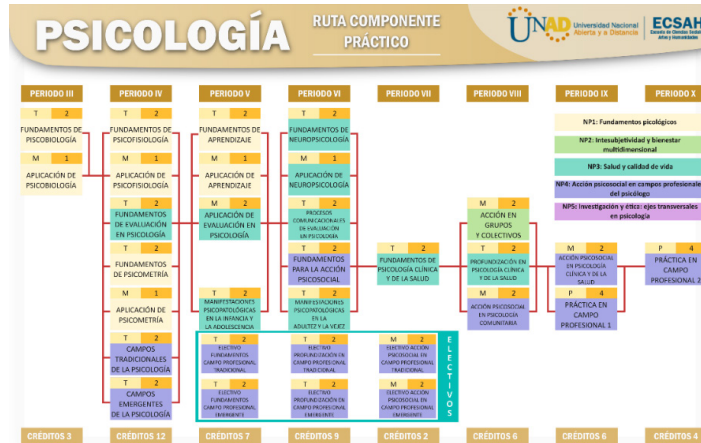 PSICOLOGÍA
RUTA COMPONENTE
PRÁCTICO
UNAD Universidad Nacional
Abierta y a Distancia
ECSAH
Escuela de Ciencias Sociales
Artes y Humanidades
PERIODO III
T 2
FUNDAMENTOS DE
PSICOBIOLOGÍA
M 1
APLICACIÓN DE
PSICOBIOLOGÍA
CRÉDITOS 3
PERIODO IV
T 2
FUNDAMENTOS DE
PSICOFISIOLOGÍA
M 1
APLICACIÓN DE
PSICOFISIOLOGÍA
T 2
FUNDAMENTOS
DE EVALUACIÓN
EN PSICOLOGÍA
T 2
FUNDAMENTOS
DE PSICOMETRÍA
M 1
APLICACIÓN DE
PSICOMETRÍA
T 2
CAMPOS
TRADICIONALES
DE LA PSICOLOGÍA
T 2
CAMPOS
EMERGENTES
DE LA PSICOLOGÍA
CRÉDITOS 12
PERIODO V
T 2
FUNDAMENTOS DE
APRENDIZAJE
M 1
APLICACIÓN DE
APRENDIZAJE
M 2
APLICACIÓN DE
EVALUACIÓN EN
PSICOLOGÍA
T 2
MANIFESTACIONES
PSICOPATOLÓGICAS
EN LA INFANCIA Y
LA ADOLESCENCIA
T 2
ELECTIVO
FUNDAMENTOS
CAMPO PROFESIONAL
TRADICIONAL
T 2
ELECTIVO
FUNDAMENTOS
CAMPO PROFESIONAL
EMERGENTE
CRÉDITOS 7
PERIODO VI
T 2
FUNDAMENTOS DE
NEUROPSICOLOGÍA
M 1
APLICACIÓN DE
NEUROPSICOLOGÍA
T 2
PROCESOS
COMUNICACIONALES
DE EVALUACIÓN
EN PSICOLOGÍA
T 2
FUNDAMENTOS
PARA LA ACCIÓN
PSICOSOCIAL
T 2
MANIFESTACIONES
PSICOPATOLÓGICAS
EN LA
ADULTEZ Y LA VEJEZ
T 2
ELECTIVO
PROFUNDIZACIÓN EN
CAMPO PROFESIONAL
TRADICIONAL
T 2
ELECTIVO
PROFUNDIZACIÓN EN
CAMPO PROFESIONAL
EMERGENTE
CRÉDITOS 9
PERIODO VII
T 2
FUNDAMENTOS DE
PSICOLOGÍA CLÍNICA
Y DE LA SALUD
M 2
ELECTIVO ACCIÓN
PSICOSOCIAL EN
CAMPO PROFESIONAL
TRADICIONAL
M 2
ELECTIVO ACCIÓN
PSICOSOCIAL EN
CAMPO PROFESIONAL
EMERGENTE
ELECTIVOS
CRÉDITOS 2
PERIODO VIII
M 2
ACCIÓN EN
GRUPOS
Y COLECTIVOS
T 2
PROFUNDIZACIÓN EN
PSICOLOGÍA CLÍNICA
Y DE LA SALUD
M 2
ACCIÓN PSICOSOCIAL
EN PSICOLOGÍA
COMUNITARIA
CRÉDITOS 6
PERIODO IX
M 2
ACCIÓN PSICOSOCIAL
EN PSICOLOGÍA
CLÍNICA Y DE LA
SALUD
P 4
PRÁCTICA EN
CAMPO
PROFESIONAL 1
CRÉDITOS 6
PERIODO X
P 4
PRÁCTICA EN
CAMPO
PROFESIONAL 2
CRÉDITOS 4
NP1: Fundamentos picológicos
NP2: Intesubjetividad y bienestar
multidimensional
NP3: Salud y calidad de vida
NP4: Acción psicosocial en campos profesionales
del psicólogo
NP5: Investigación y ética: ejes transversales
en psicología